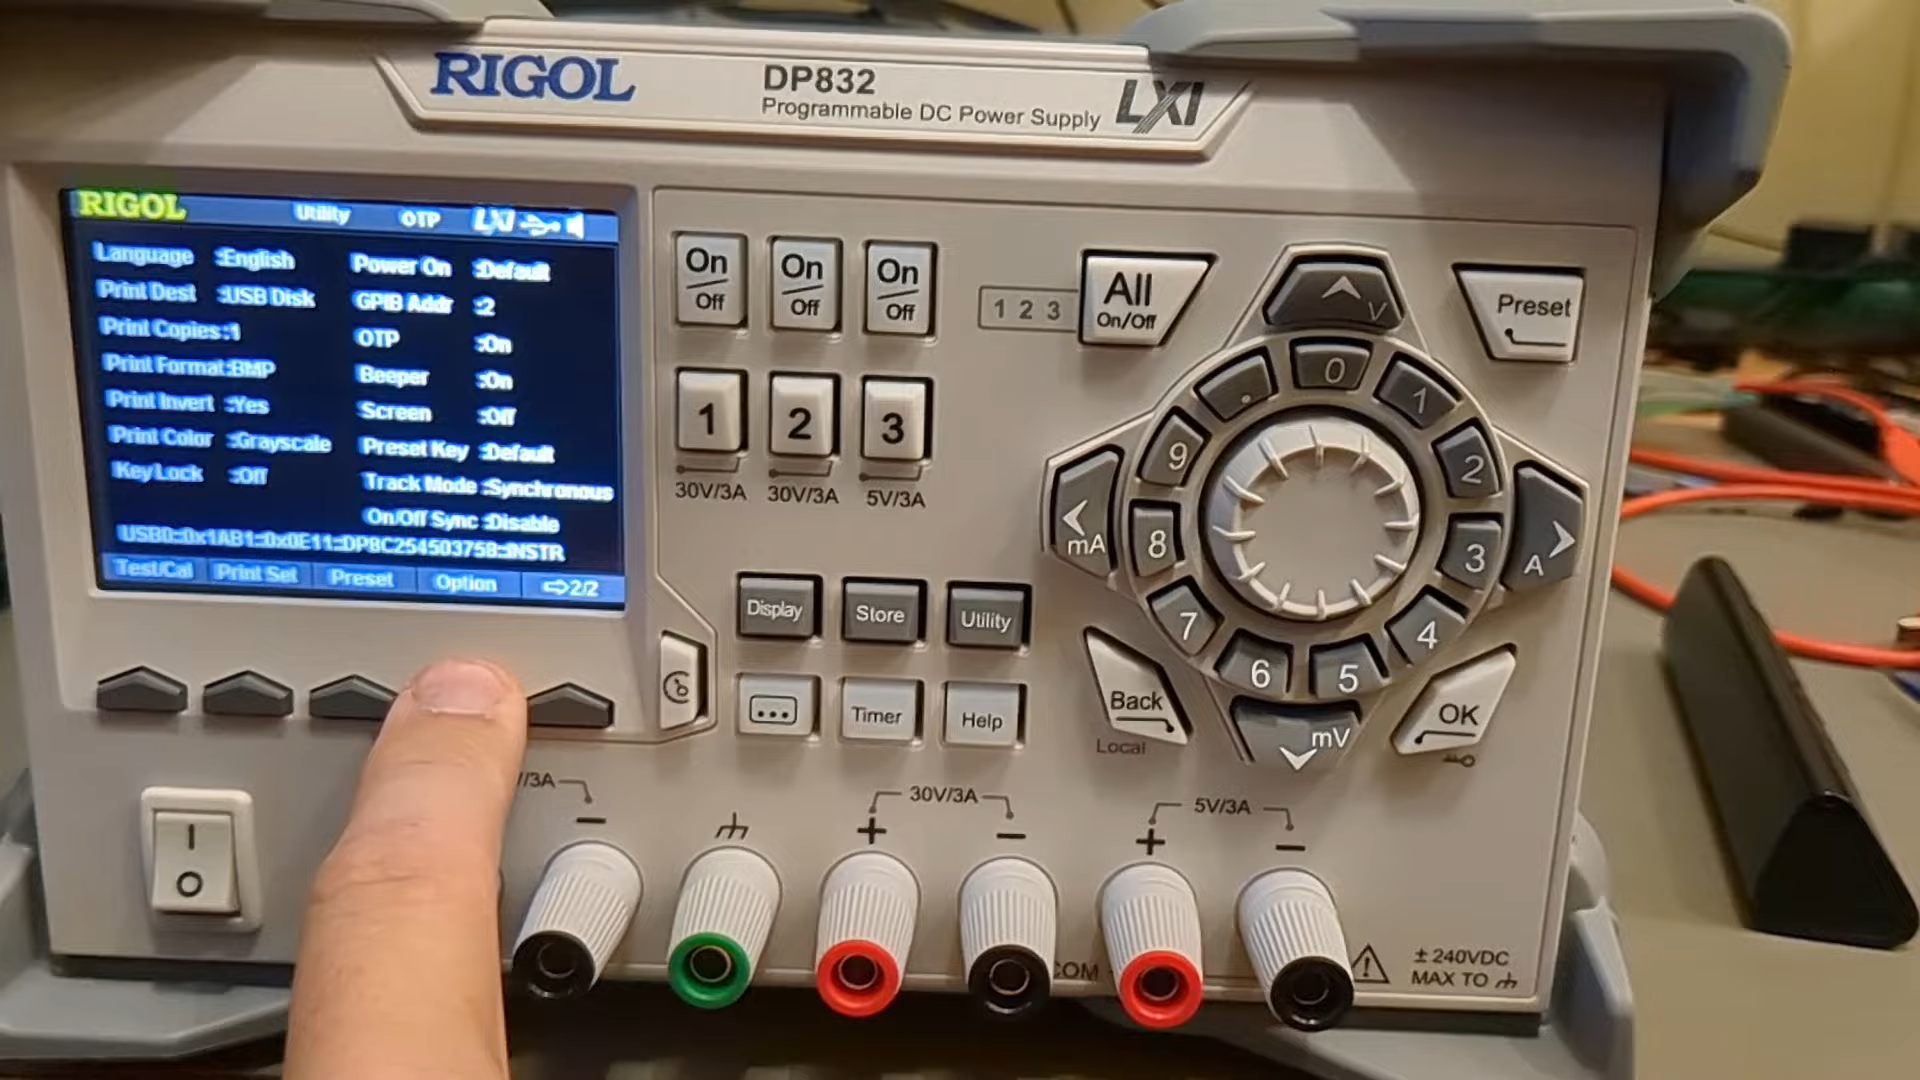 RIGOL
DP832
Programmable DC Power Supply
LXI
RIGOL Utility OTP LXI
Language :English
Print Dest :USB Disk
Print Copies:1
Print Format:BMP
Print Invert :Yes
Print Color :Grayscale
Key Lock :Off
Power On :Default
GPIB Addr :2
OTP :On
Beeper :On
Screen :Off
Preset Key :Default
Track Mode :Synchronous
On/Off Sync :Disable
USB0::0x1AB1::0x0E11::DP8C254503758::INSTR
Test/Cal Print Set Preset Option 2/2
On Off
On Off
On Off
1 2 3
All On/Off
Preset
1 2 3
30V/3A 30V/3A 5V/3A
V
0
1
2
3
4
5
6
7
8
9
.
mA
A
mV
Display Store Utility
... Timer Help
Back
Local
OK
I
O
/3A
−
30V/3A
+ −
5V/3A
+ −
COM
± 240VDC
MAX TO